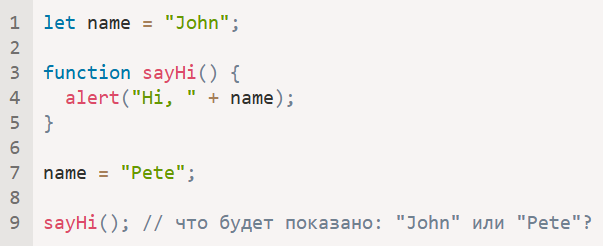 1 let name = "John";
2
3 function sayHi() {
4   alert("Hi, " + name);
5 }
6
7 name = "Pete";
8
9 sayHi(); // что будет показано: "John" или "Pete"?